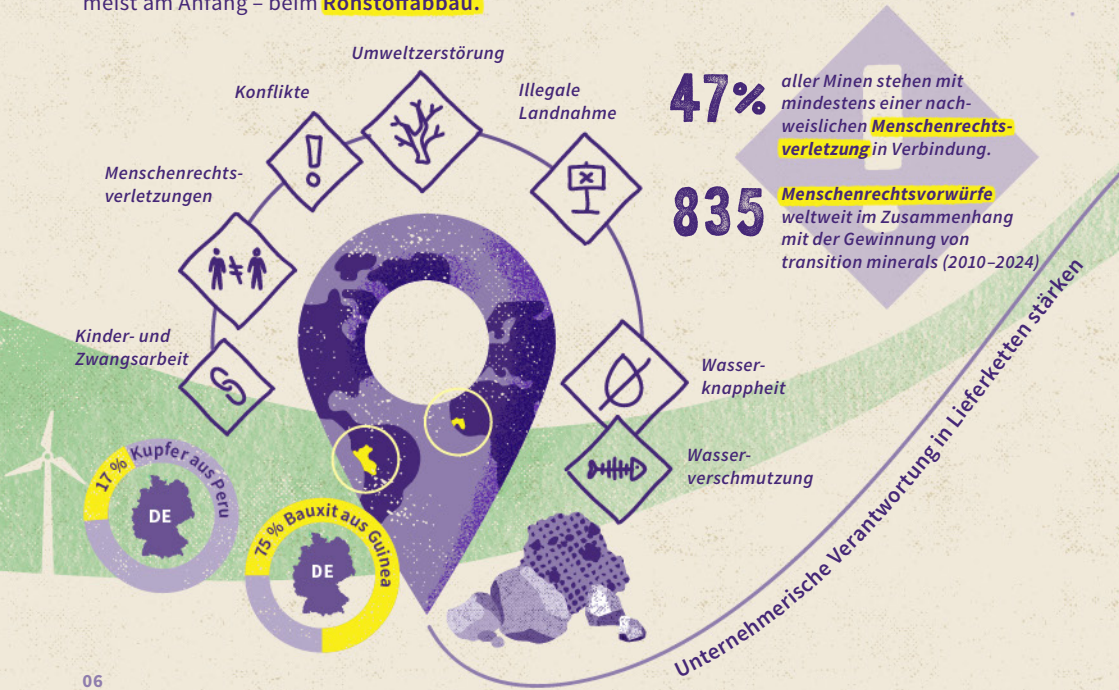 meist am Anfang – beim Rohstoffabbau.
Umweltzerstörung
Konflikte
Illegale
Landnahme
Menschenrechts-
verletzungen
Kinder- und
Zwangsarbeit
47%
aller Minen stehen mit
mindestens einer nach-
weislichen Menschenrechts-
verletzung in Verbindung.
835
Menschenrechtsvorwürfe
weltweit im Zusammenhang
mit der Gewinnung von
transition minerals (2010–2024)
Wasser-
knappheit
Wasser-
verschmutzung
17 % Kupfer aus Peru
DE
75 % Bauxit aus Guinea
DE
Unternehmerische Verantwortung in Lieferketten stärken
06